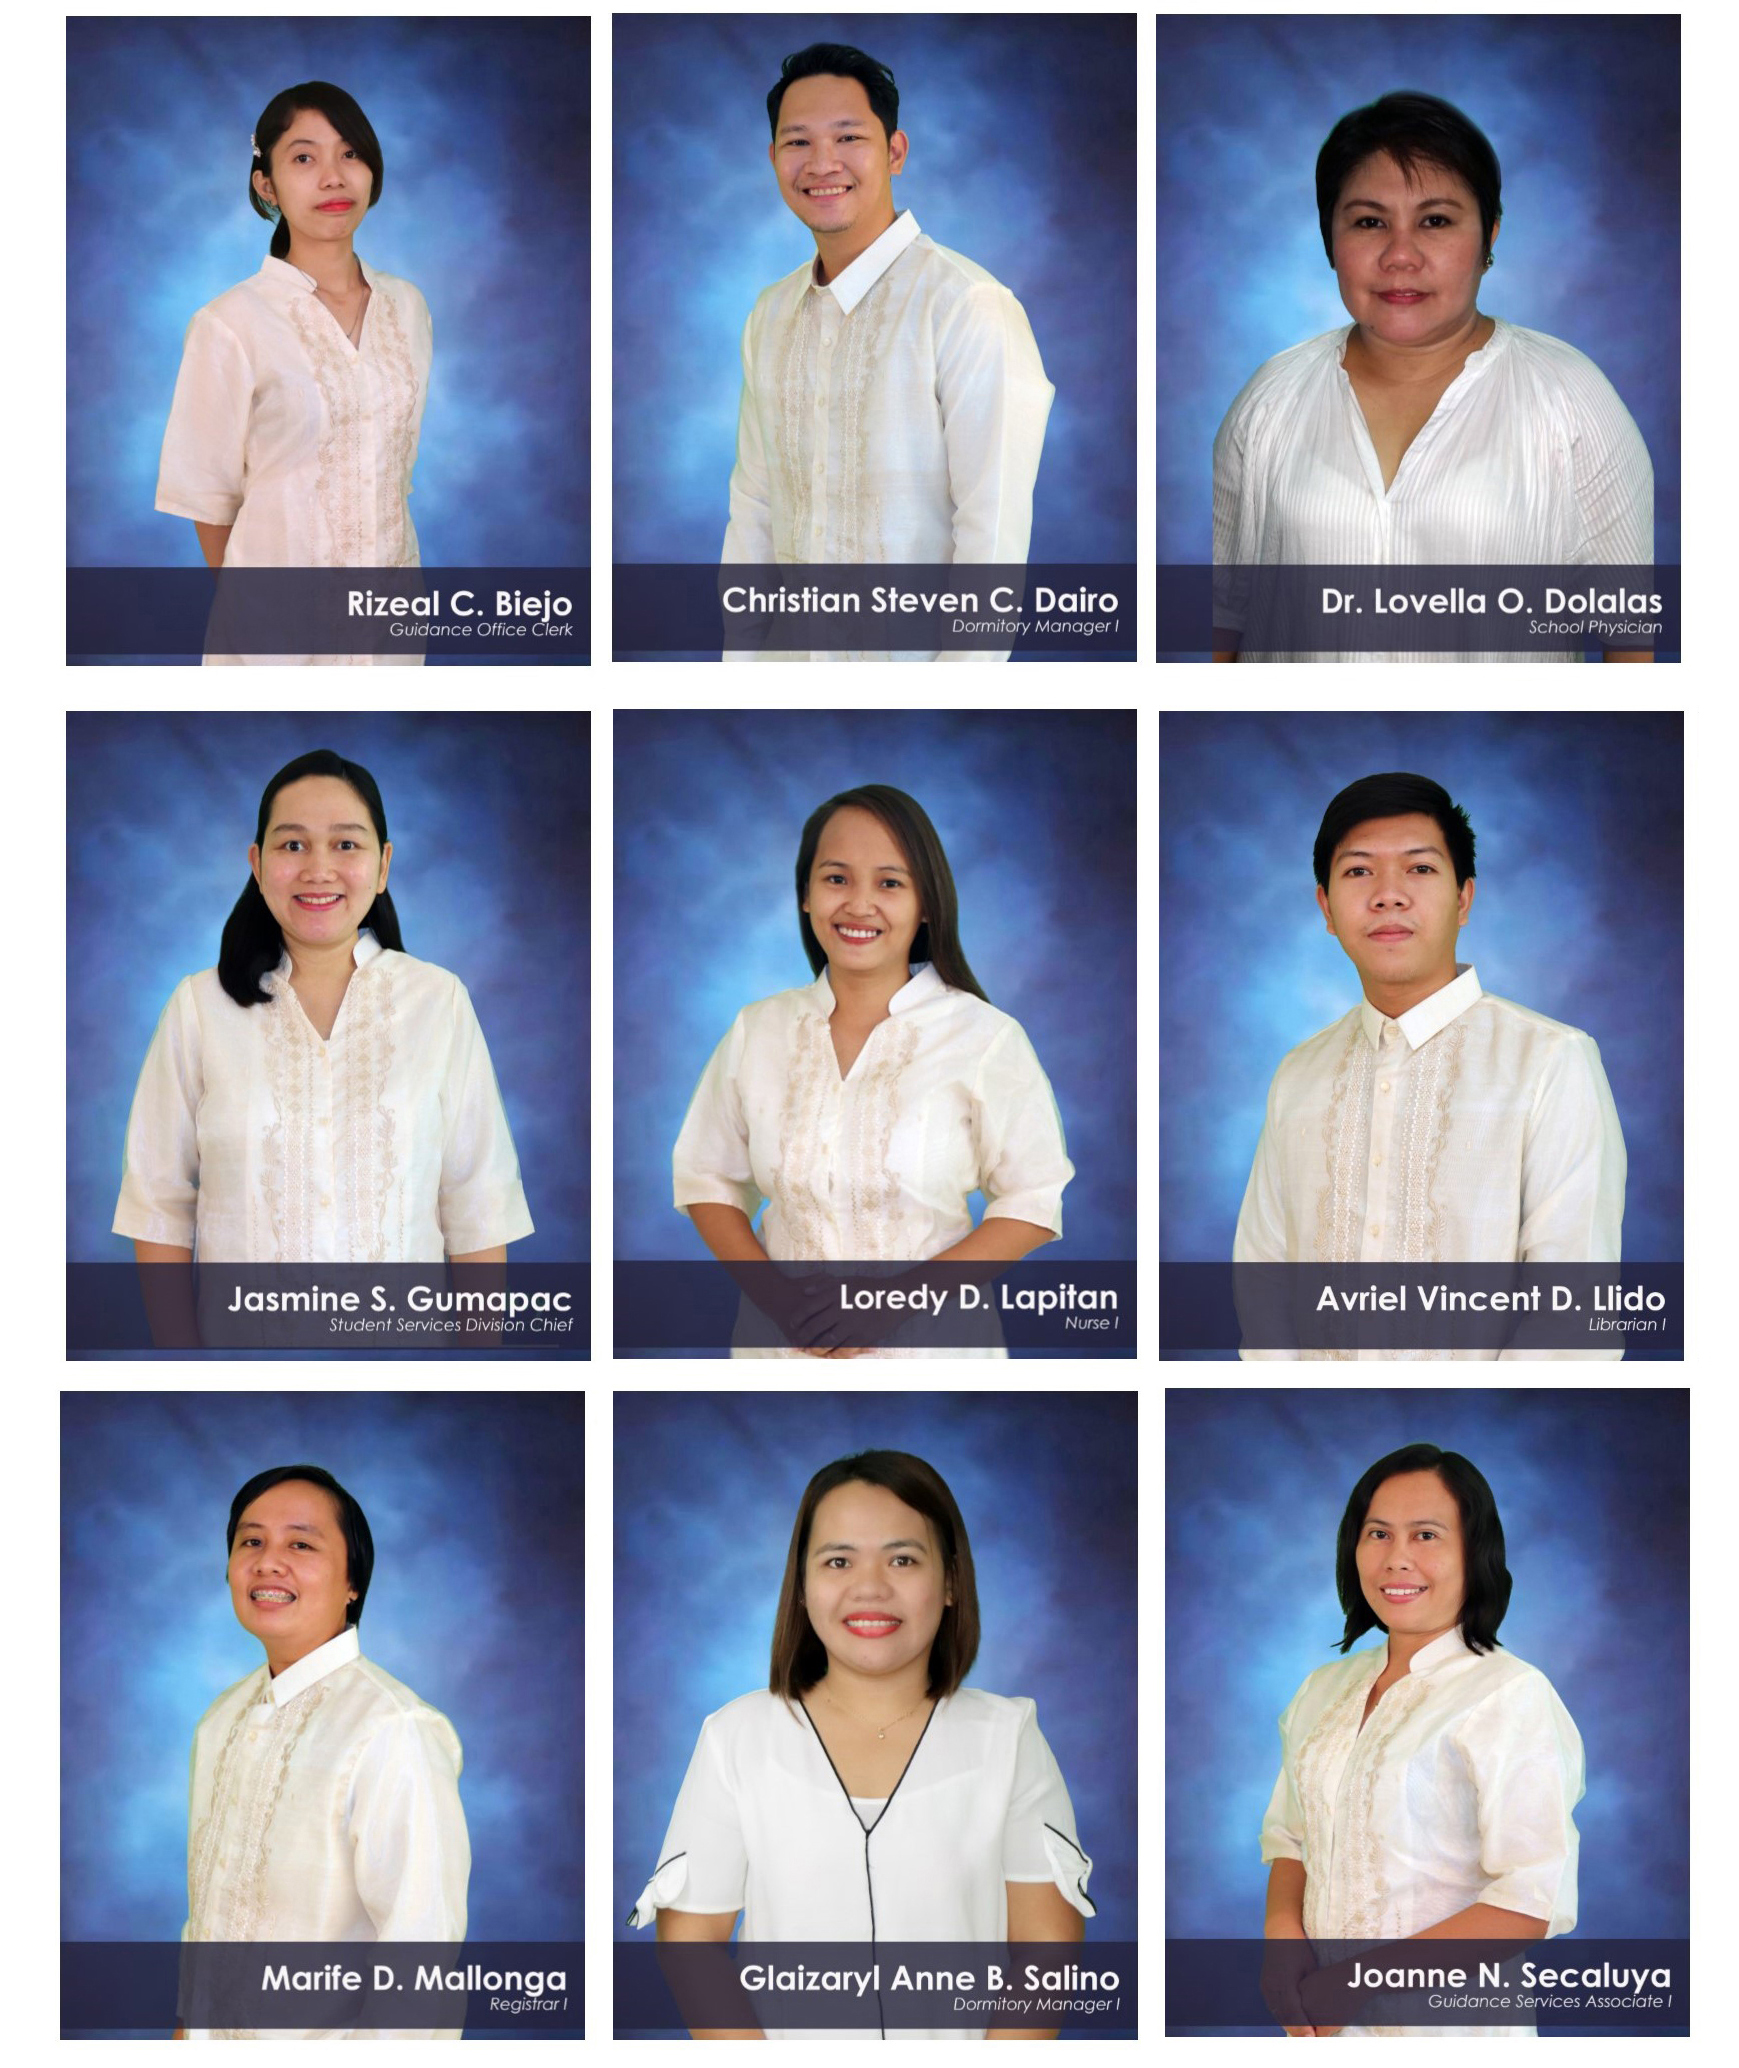 Rizeal C. Biejo
Guidance Office Clerk
Christian Steven C. Dairo
Dormitory Manager I
Dr. Lovella O. Dolalas
School Physician
Jasmine S. Gumapac
Student Services Division Chief
Loredy D. Lapitan
Nurse I
Avriel Vincent D. Llido
Librarian I
Marife D. Mallonga
Registrar I
Glaizaryl Anne B. Salino
Dormitory Manager I
Joanne N. Secaluya
Guidance Services Associate I